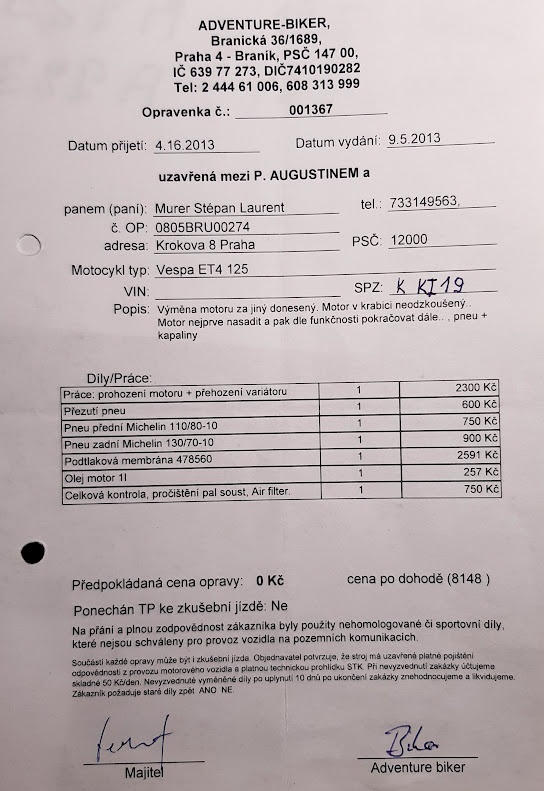 ADVENTURE-BIKER,
Branická 36/1689,
Praha 4 - Braník, PSČ 147 00,
IČ 639 77 273, DIČ7410190282
Tel: 2 444 61 006, 608 313 999
Opravenka č.: 001367
Datum přijetí: 4.16.2013 Datum vydání: 9.5.2013
uzavřená mezi P. AUGUSTINEM a
panem (paní): Murer Stépan Laurent tel.: 733149563,
č. OP: 0805BRU00274
adresa: Krokova 8 Praha PSČ: 12000
Motocykl typ: Vespa ET4 125
VIN: SPZ: K KI 19
Popis: Výměna motoru za jiný donesený. Motor v krabici neodzkoušený..
Motor nejprve nasadit a pak dle funkčnosti pokračovat dále.. , pneu +
kapaliny
Díly/Práce:
Práce: prohození motoru + přehození variátoru 1 2300 Kč
Přezutí pneu 1 600 Kč
Pneu přední Michelin 110/80-10 1 750 Kč
Pneu zadní Michelin 130/70-10 1 900 Kč
Podtlaková membrána 478560 1 2591 Kč
Olej motor 1l 1 257 Kč
Celková kontrola, pročištění pal soust, Air filter. 1 750 Kč
Předpokládaná cena opravy: 0 Kč cena po dohodě (8148 )
Ponechán TP ke zkušební jízdě: Ne
Na přání a plnou zodpovědnost zákazníka byly použity nehomologované či sportovní díly,
které nejsou schváleny pro provoz vozidla na pozemních komunikacích.
Součástí každé opravy může být i zkušební jízda. Objednavatel potvrzuje, že stroj má uzavřené platné pojištění
odpovědnosti z provozu motorového vozidla a platnou technickou prohlídku STK. Při nevyzvednutí zakázky účtujeme
skladné 50 Kč/den. Nevyzvednuté vyměněné díly po uplynutí 10 dnů po ukončení zakázky znehodnocujeme a likvidujeme.
Zákazník požaduje staré díly zpět ANO NE.
Biker
Majitel Adventure biker